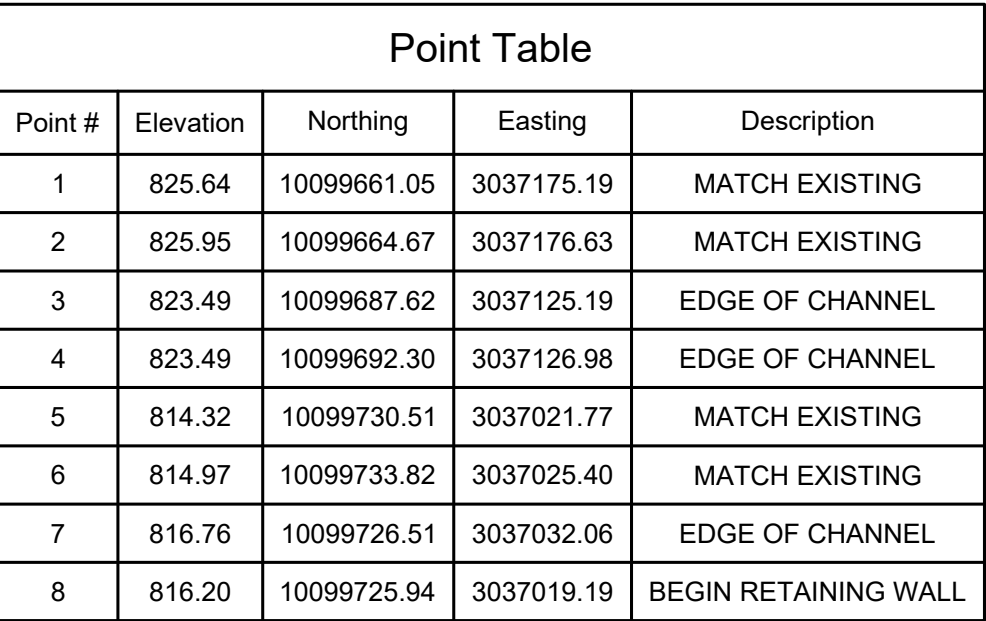 Point Table
Point # Elevation Northing Easting Description
1 825.64 10099661.05 3037175.19 MATCH EXISTING
2 825.95 10099664.67 3037176.63 MATCH EXISTING
3 823.49 10099687.62 3037125.19 EDGE OF CHANNEL
4 823.49 10099692.30 3037126.98 EDGE OF CHANNEL
5 814.32 10099730.51 3037021.77 MATCH EXISTING
6 814.97 10099733.82 3037025.40 MATCH EXISTING
7 816.76 10099726.51 3037032.06 EDGE OF CHANNEL
8 816.20 10099725.94 3037019.19 BEGIN RETAINING WALL